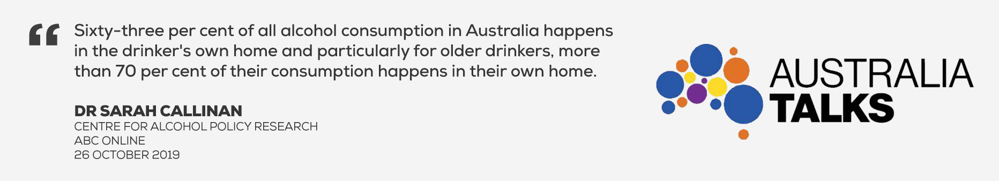 “ Sixty-three per cent of all alcohol consumption in Australia happens
in the drinker's own home and particularly for older drinkers, more
than 70 per cent of their consumption happens in their own home.
DR SARAH CALLINAN
CENTRE FOR ALCOHOL POLICY RESEARCH
ABC ONLINE
26 OCTOBER 2019
AUSTRALIA
TALKS